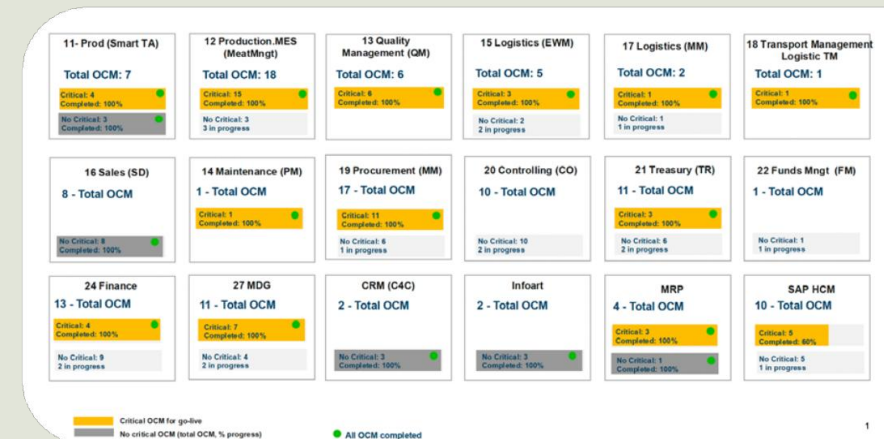 11- Prod (Smart TA)
Total OCM: 7
Critical: 4
Completed: 100%
No Critical: 3
Completed: 100%
12 Production.MES
(MeatMngt)
Total OCM: 18
Critical: 15
Completed: 100%
No Critical: 3
3 in progress
13 Quality
Management (QM)
Total OCM: 6
Critical: 6
Completed: 100%
15 Logistics (EWM)
Total OCM: 5
Critical: 3
Completed: 100%
No Critical: 2
2 in progress
17 Logistics (MM)
Total OCM: 2
Critical: 1
Completed: 100%
No Critical: 1
1 in progress
18 Transport Management
Logistic TM
Total OCM: 1
Critical: 1
Completed: 100%
16 Sales (SD)
8 - Total OCM
No Critical: 8
Completed: 100%
14 Maintenance (PM)
1 - Total OCM
Critical: 1
Completed: 100%
19 Procurement (MM)
17 - Total OCM
Critical: 11
Completed: 100%
No Critical: 6
1 in progress
20 Controlling (CO)
10 - Total OCM
No Critical: 10
2 in progress
21 Treasury (TR)
11 - Total OCM
Critical: 3
Completed: 100%
No Critical: 6
2 in progress
22 Funds Mngt (FM)
1 - Total OCM
No Critical: 1
1 in progress
24 Finance
13 - Total OCM
Critical: 4
Completed: 100%
No Critical: 9
2 in progress
27 MDG
11 - Total OCM
Critical: 7
Completed: 100%
No Critical: 4
2 in progress
CRM (C4C)
2 - Total OCM
No Critical: 3
Completed: 100%
Infoart
2 - Total OCM
No Critical: 3
Completed: 100%
MRP
4 - Total OCM
Critical: 3
Completed: 100%
No Critical: 1
Completed: 100%
SAP HCM
10 - Total OCM
Critical: 5
Completed: 60%
No Critical: 5
1 in progress
Critical OCM for go-live
No critical OCM (total OCM, % progress)
All OCM completed
1